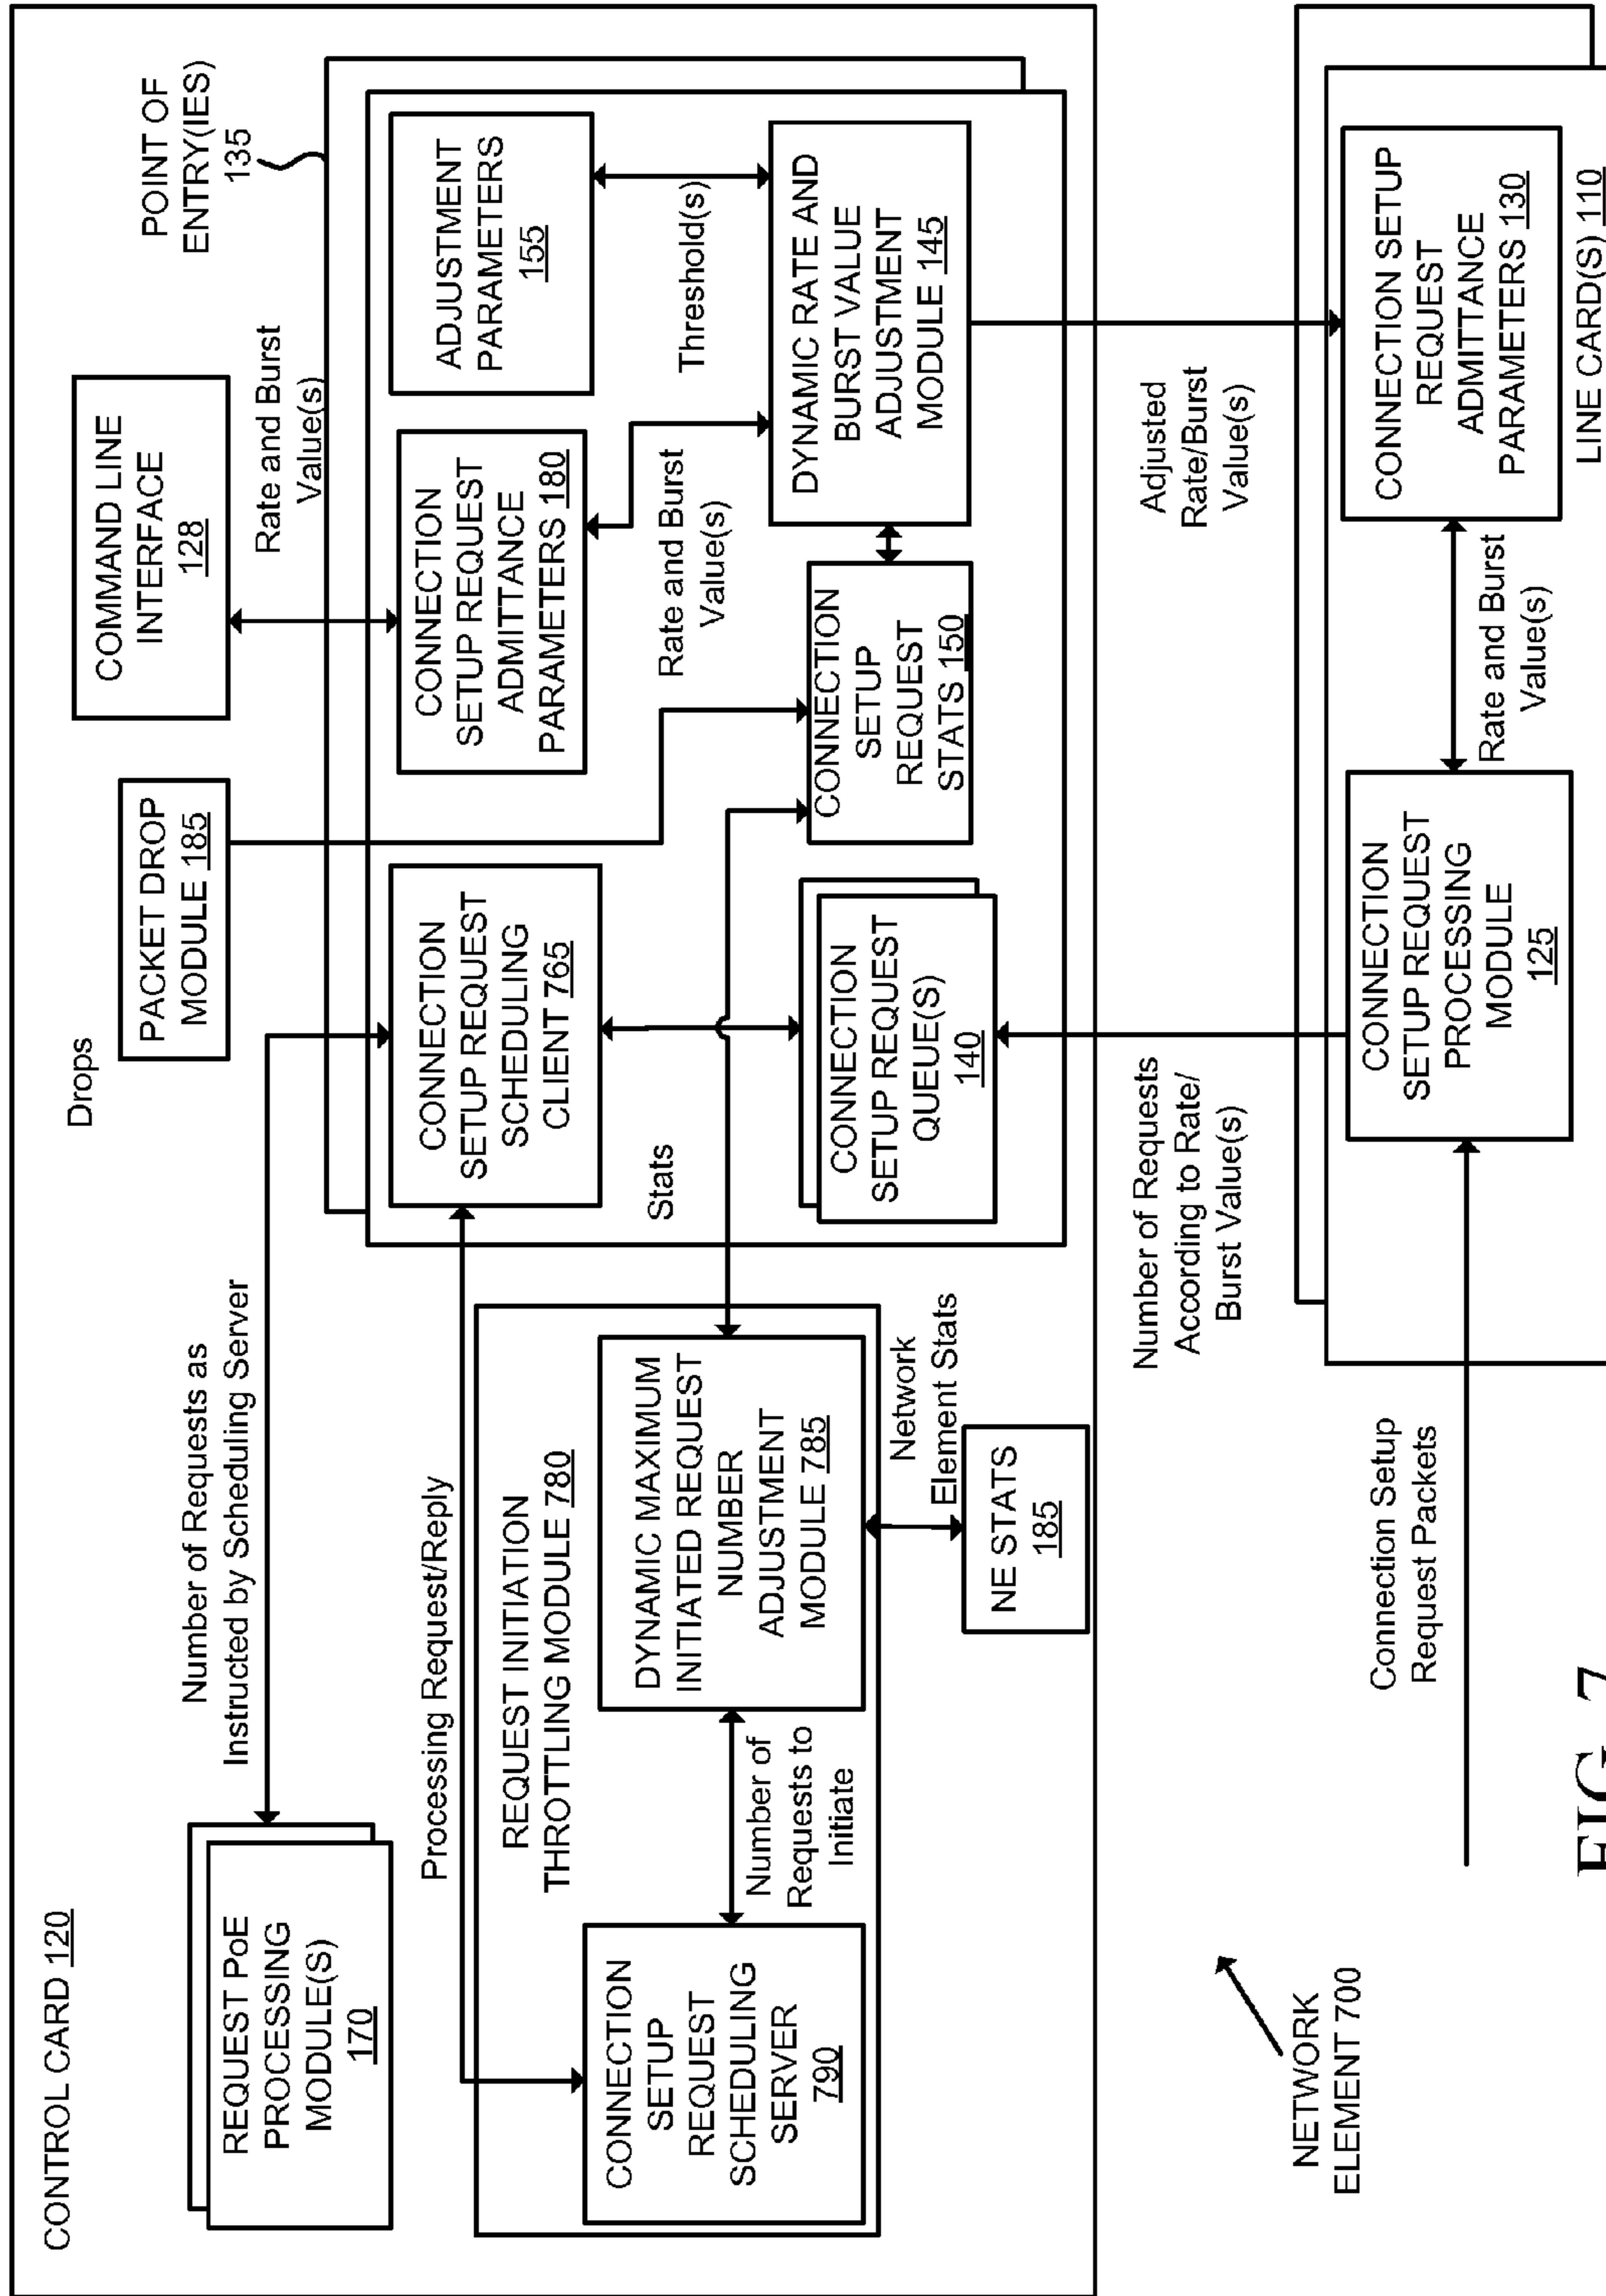 CONTROL CARD 120
REQUEST PoE
PROCESSING
MODULE(S)
170
Number of Requests as
Instructed by Scheduling Server
Drops
PACKET DROP
MODULE 185
COMMAND LINE
INTERFACE
128
Rate and Burst
Value(s)
POINT OF
ENTRY(IES)
135
Processing Request/Reply
REQUEST INITIATION
THROTTLING MODULE 780
CONNECTION
SETUP
REQUEST
SCHEDULING
SERVER
790
Number of
Requests to
Initiate
DYNAMIC MAXIMUM
INITIATED REQUEST
NUMBER
ADJUSTMENT
MODULE 785
Network
Element Stats
NE STATS
185
CONNECTION
SETUP REQUEST
SCHEDULING
CLIENT 765
Stats
CONNECTION
SETUP REQUEST
QUEUE(S)
140
CONNECTION
SETUP REQUEST
ADMITTANCE
PARAMETERS 180
Rate and Burst
Value(s)
CONNECTION
SETUP
REQUEST
STATS 150
ADJUSTMENT
PARAMETERS
155
Threshold(s)
DYNAMIC RATE AND
BURST VALUE
ADJUSTMENT
MODULE 145
Number of Requests
According to Rate/
Burst Value(s)
Adjusted
Rate/Burst
Value(s)
NETWORK
ELEMENT 700
Connection Setup
Request Packets
CONNECTION
SETUP REQUEST
PROCESSING
MODULE
125
Rate and Burst
Value(s)
CONNECTION SETUP
REQUEST
ADMITTANCE
PARAMETERS 130
LINE CARD(S) 110
FIG. 7